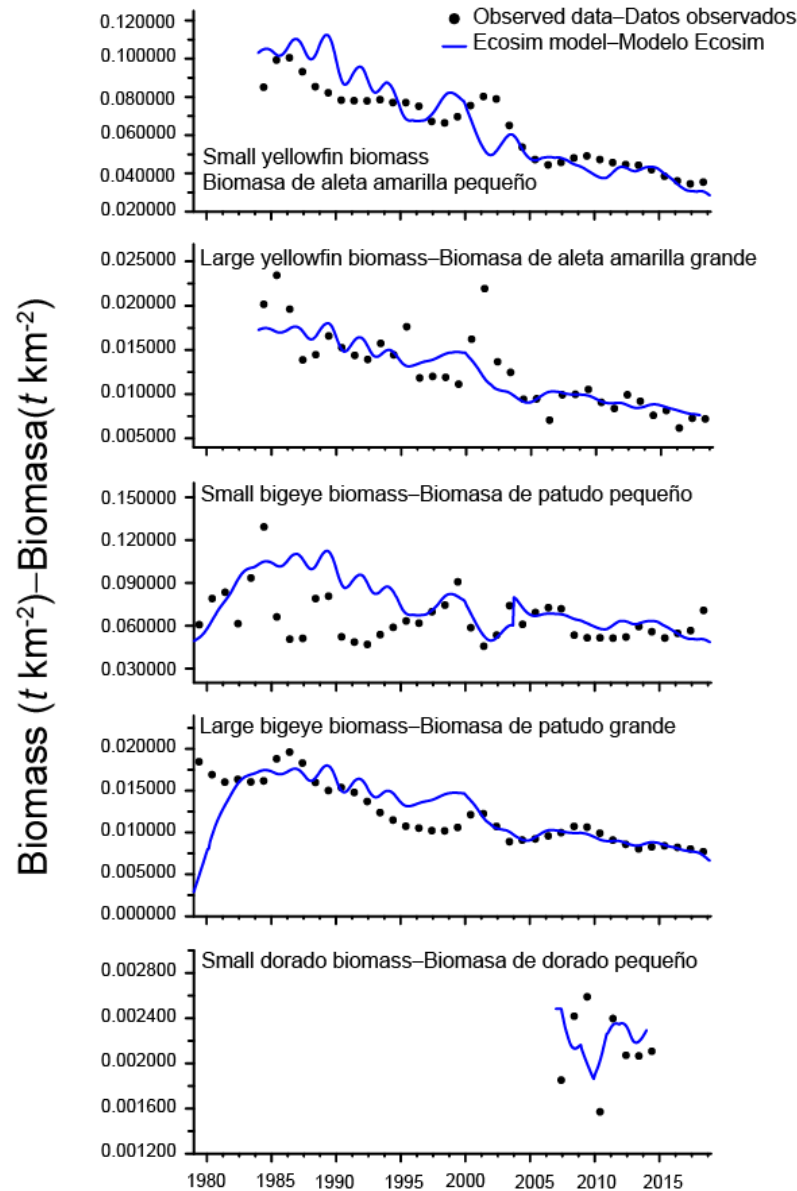 Observed data–Datos observados
Ecosim model–Modelo Ecosim
0.120000
0.100000
0.080000
0.060000
0.040000
0.020000
Small yellowfin biomass
Biomasa de aleta amarilla pequeño
Large yellowfin biomass–Biomasa de aleta amarilla grande
0.025000
0.020000
0.015000
0.010000
0.005000
Small bigeye biomass–Biomasa de patudo pequeño
0.150000
0.120000
0.090000
0.060000
0.030000
Large bigeye biomass–Biomasa de patudo grande
0.020000
0.015000
0.010000
0.005000
0.000000
Small dorado biomass–Biomasa de dorado pequeño
0.002800
0.002400
0.002000
0.001600
0.001200
1980 1985 1990 1995 2000 2005 2010 2015
Biomass (t km-2)–Biomasa(t km-2)